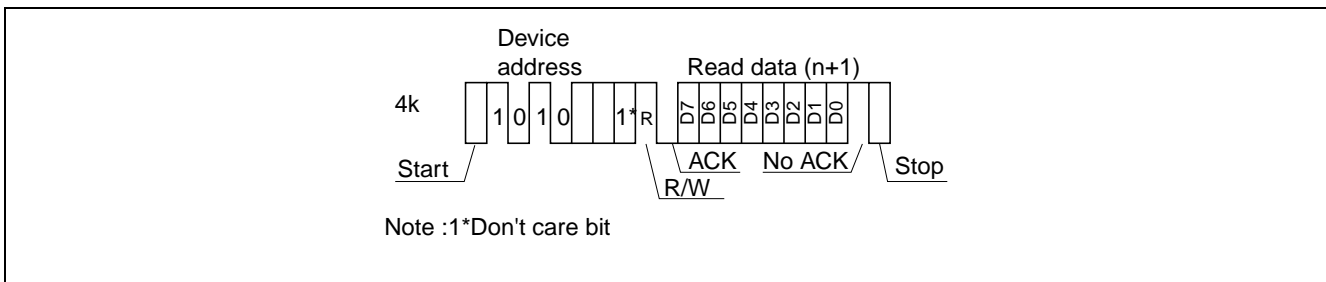 Device
address
Read data (n+1)
4k
1 0 1 0 1* R D7 D6 D5 D4 D3 D2 D1 D0
Start
ACK
No ACK
Stop
R/W
Note :1*Don't care bit